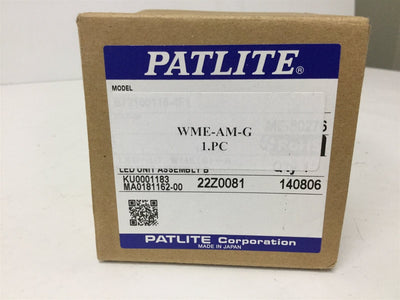 PATLITE®
MODEL
WME-AM-G
1.PC
LED UNIT ASSEMBLY B
KU0001183
MA0181162-00 22Z0081 140806
PATLITE Corporation
MADE IN JAPAN